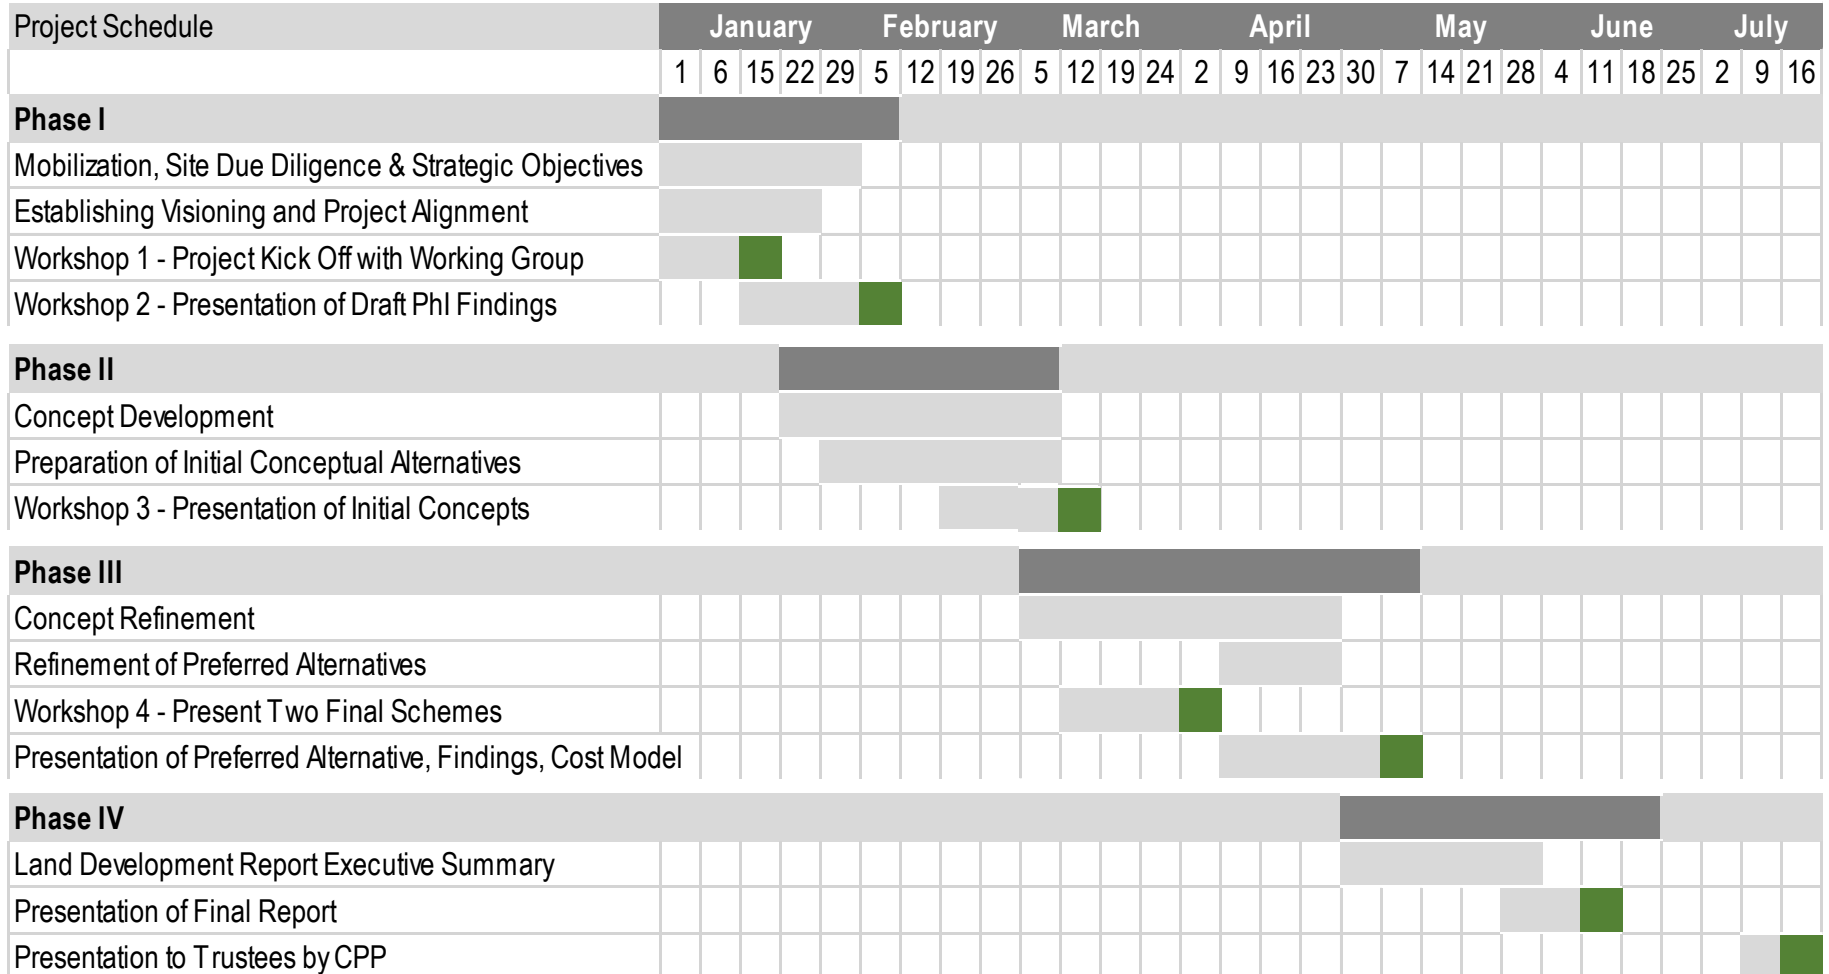 Project Schedule January February March April May June July
1 6 15 22 29 5 12 19 26 5 12 19 24 2 9 16 23 30 7 14 21 28 4 11 18 25 2 9 16
Phase I
Mobilization, Site Due Diligence & Strategic Objectives
Establishing Visioning and Project Alignment
Workshop 1 - Project Kick Off with Working Group
Workshop 2 - Presentation of Draft PhI Findings
Phase II
Concept Development
Preparation of Initial Conceptual Alternatives
Workshop 3 - Presentation of Initial Concepts
Phase III
Concept Refinement
Refinement of Preferred Alternatives
Workshop 4 - Present Two Final Schemes
Presentation of Preferred Alternative, Findings, Cost Model
Phase IV
Land Development Report Executive Summary
Presentation of Final Report
Presentation to Trustees by CPP